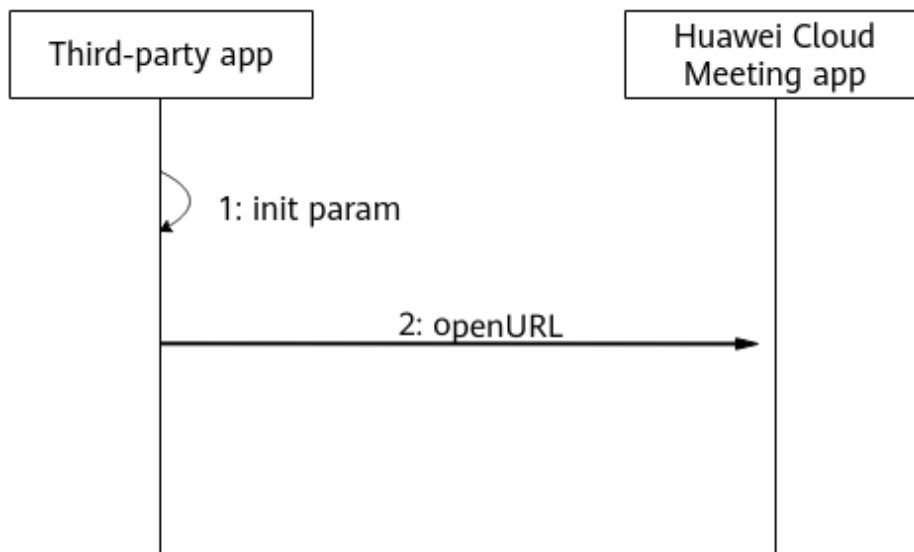 Third-party app
Huawei Cloud
Meeting app
1: init param
2: openURL